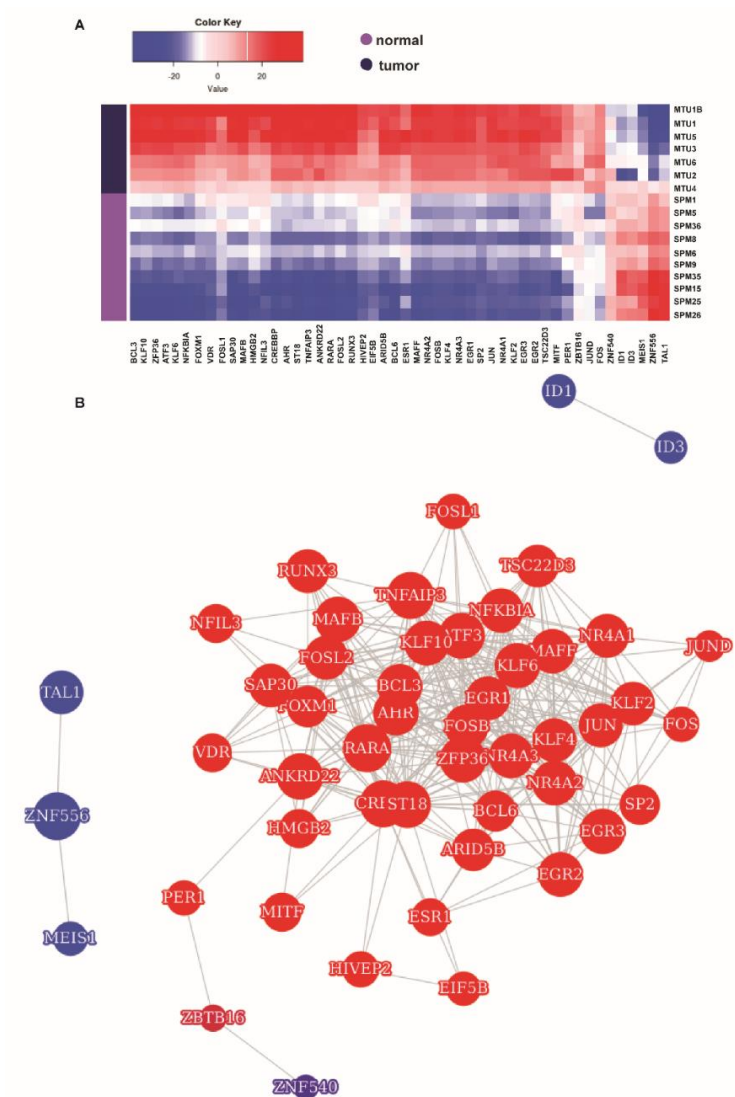 A
Color Key
-20
0
20
Value
normal
tumor
MTU1B
MTU1
MTU5
MTU3
MTU6
MTU2
MTU4
SPM1
SPM5
SPM36
SPM8
SPM6
SPM9
SPM35
SPM15
SPM25
SPM26
BCL3
KLF10
ZFP36
ATF3
KLF6
NFKBIA
FOXM1
VDR
FOSL1
SAP30
MAFB
HMGB2
NFIL3
CREBBP
AHR
ST18
TNFAIP3
ANKRD22
RARA
FOSL2
RUNX3
HIVEP2
EIF5B
ARID5B
BCL6
ESR1
MAFF
NR4A2
FOSB
KLF4
NR4A3
EGR1
SP2
JUN
NR4A1
KLF2
EGR3
EGR2
TSC22D3
MITF
PER1
ZBTB16
JUND
FOS
ZNF540
ID1
ID3
MEIS1
ZNF556
TAL1
B
ID1
ID3
FOSL1
RUNX3
TSC22D3
TNFAIP3
NFKBIA
NFIL3
MAFB
ATF3
NR4A1
KLF10
JUND
FOSL2
MAFF
KLF6
SAP30
BCL3
TAL1
EGR1
KLF2
FOXM1
AHR
FOSB
JUN
FOS
KLF4
RARA
VDR
NR4A3
ZFP36
ANKRD22
NR4A2
CRE
ST18
SP2
BCL6
ZNF556
HMGB2
EGR3
ARID5B
EGR2
PER1
MITF
ESR1
MEIS1
HIVEP2
EIF5B
ZBTB16
ZNF540